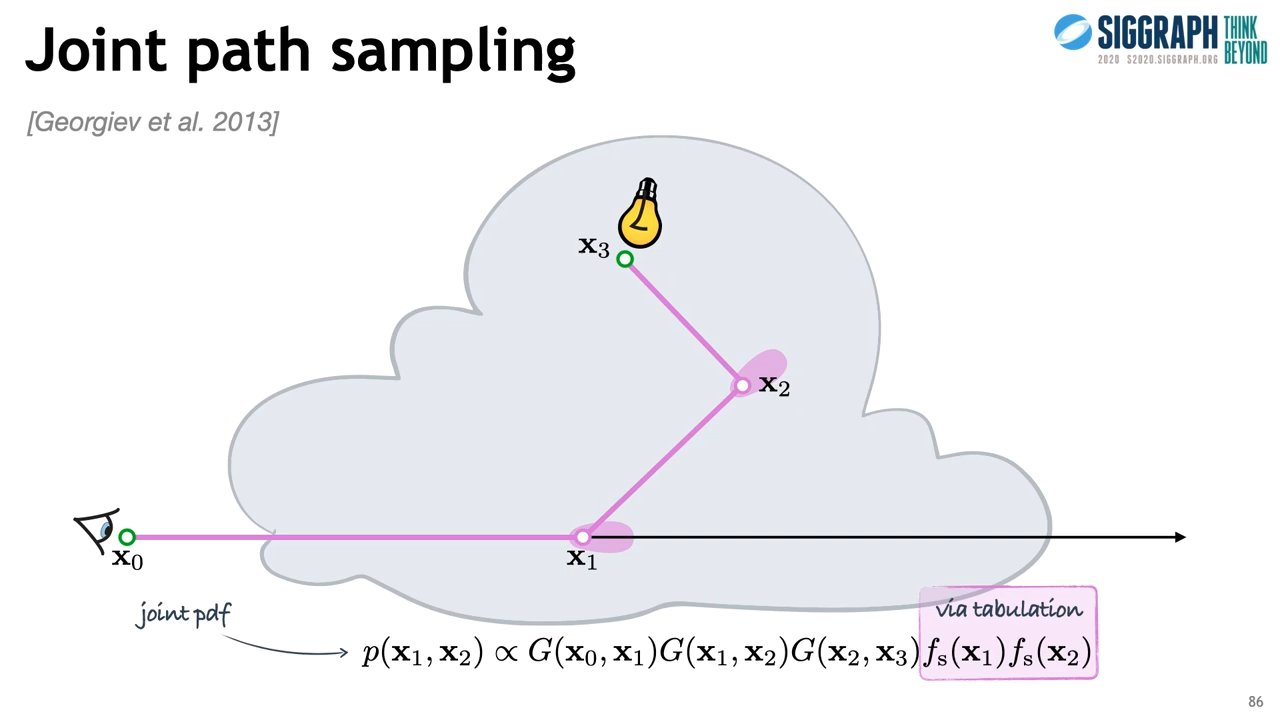 Joint path sampling
SIGGRAPH THINK BEYOND
2020 S2020.SIGGRAPH.ORG
[Georgiev et al. 2013]
x₃
x₂
x₀
x₁
joint pdf
via tabulation
p(x₁, x₂) ∝ G(x₀, x₁)G(x₁, x₂)G(x₂, x₃)fₛ(x₁)fₛ(x₂)
86